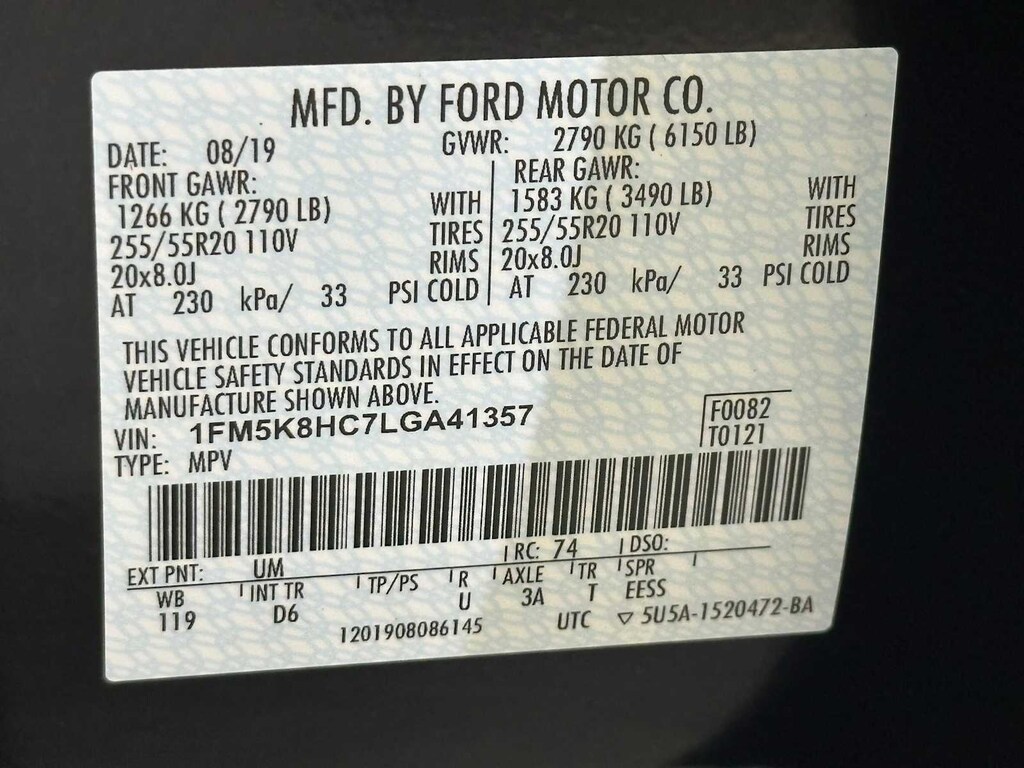 MFD. BY FORD MOTOR CO.
DATE: 08/19 GVWR: 2790 KG ( 6150 LB)
FRONT GAWR: REAR GAWR:
1266 KG ( 2790 LB) WITH 1583 KG ( 3490 LB) WITH
255/55R20 110V TIRES 255/55R20 110V TIRES
20x8.0J RIMS 20x8.0J RIMS
AT 230 kPa/ 33 PSI COLD AT 230 kPa/ 33 PSI COLD
THIS VEHICLE CONFORMS TO ALL APPLICABLE FEDERAL MOTOR
VEHICLE SAFETY STANDARDS IN EFFECT ON THE DATE OF
MANUFACTURE SHOWN ABOVE.
VIN: 1FM5K8HC7LGA41357 F0082
TYPE: MPV T0121
EXT PNT: UM RC: 74 DSO:
WB INT TR TP/PS R AXLE TR SPR
119 D6 U 3A T EESS
1201908086145 UTC ▽ 5U5A-1520472-BA